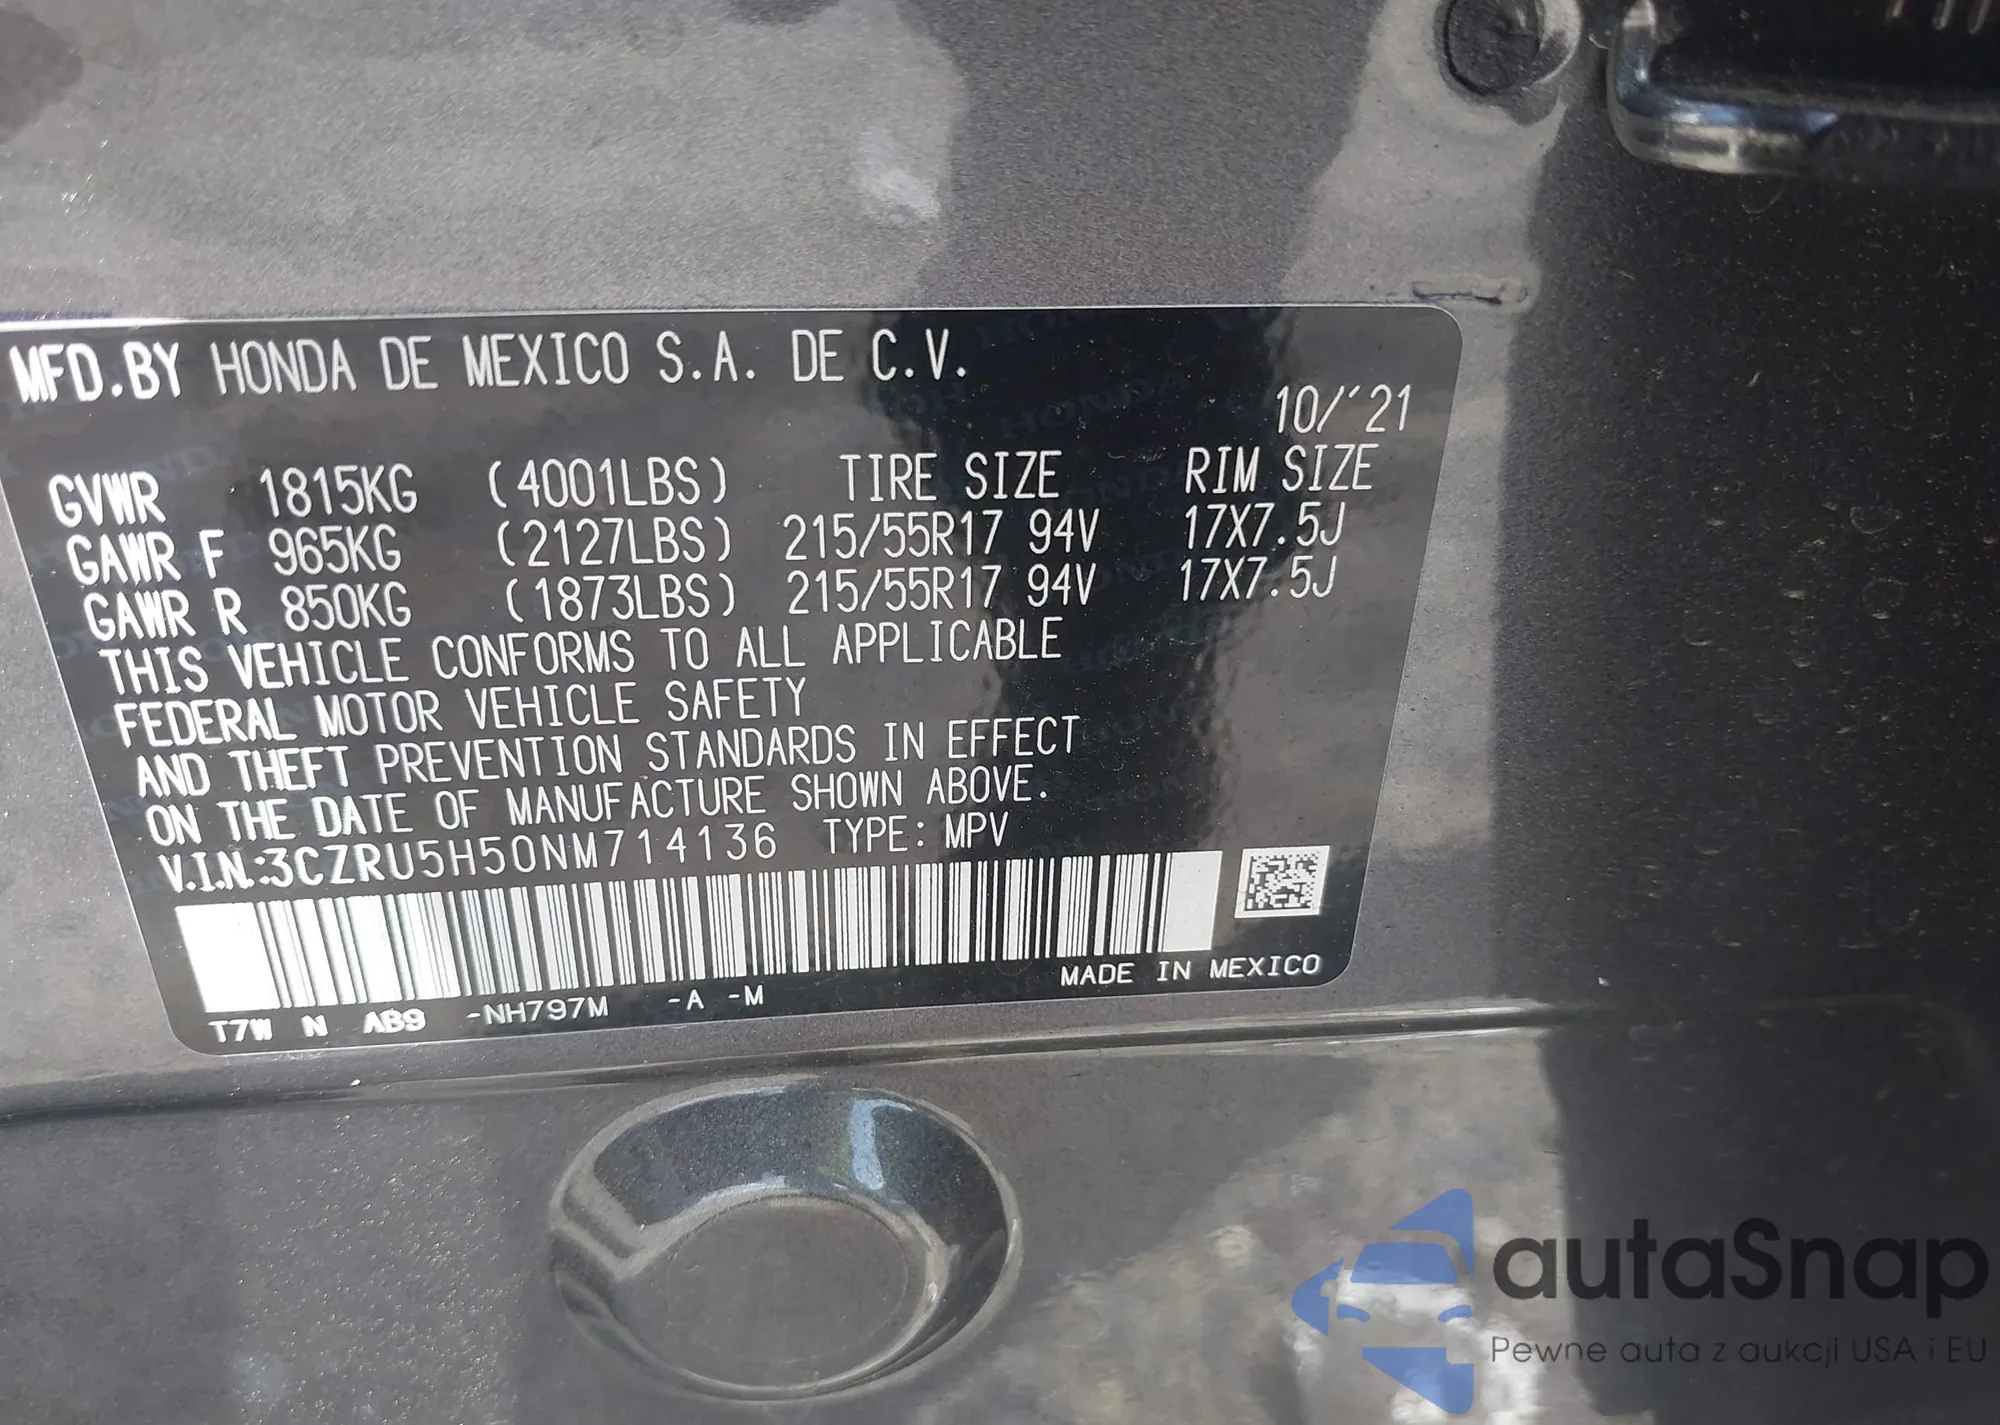 MFD.BY HONDA DE MEXICO S.A. DE C.V.
10/'21
GVWR 1815KG (4001LBS) TIRE SIZE RIM SIZE
GAWR F 965KG (2127LBS) 215/55R17 94V 17X7.5J
GAWR R 850KG (1873LBS) 215/55R17 94V 17X7.5J
THIS VEHICLE CONFORMS TO ALL APPLICABLE
FEDERAL MOTOR VEHICLE SAFETY
AND THEFT PREVENTION STANDARDS IN EFFECT
ON THE DATE OF MANUFACTURE SHOWN ABOVE.
V.I.N.:3CZRU5H50NM714136 TYPE: MPV
MADE IN MEXICO
T7W N AB9 -NH797M -A -M
autaSnap
Pewne auta z aukcji USA i EU